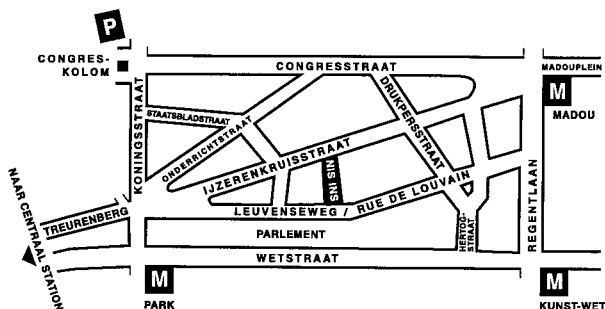 P
CONGRES-
KOLOM
CONGRESSTRAAT
MADOUPLEIN
M
MADOU
KONINGSSTRAAT
STAATSBLADSTRAAT
ONDERRICHTSTRAAT
DRUKPERSSTRAAT
IJZERENKRUISSTRAAT
NIS INS
LEUVENSEWEG / RUE DE LOUVAIN
REGENTLAAN
TREURENBERG
NAAR CENTRAAL STATION
PARLEMENT
HERTOG-
STRAAT
WETSTRAAT
M
PARK
M
KUNST-WET